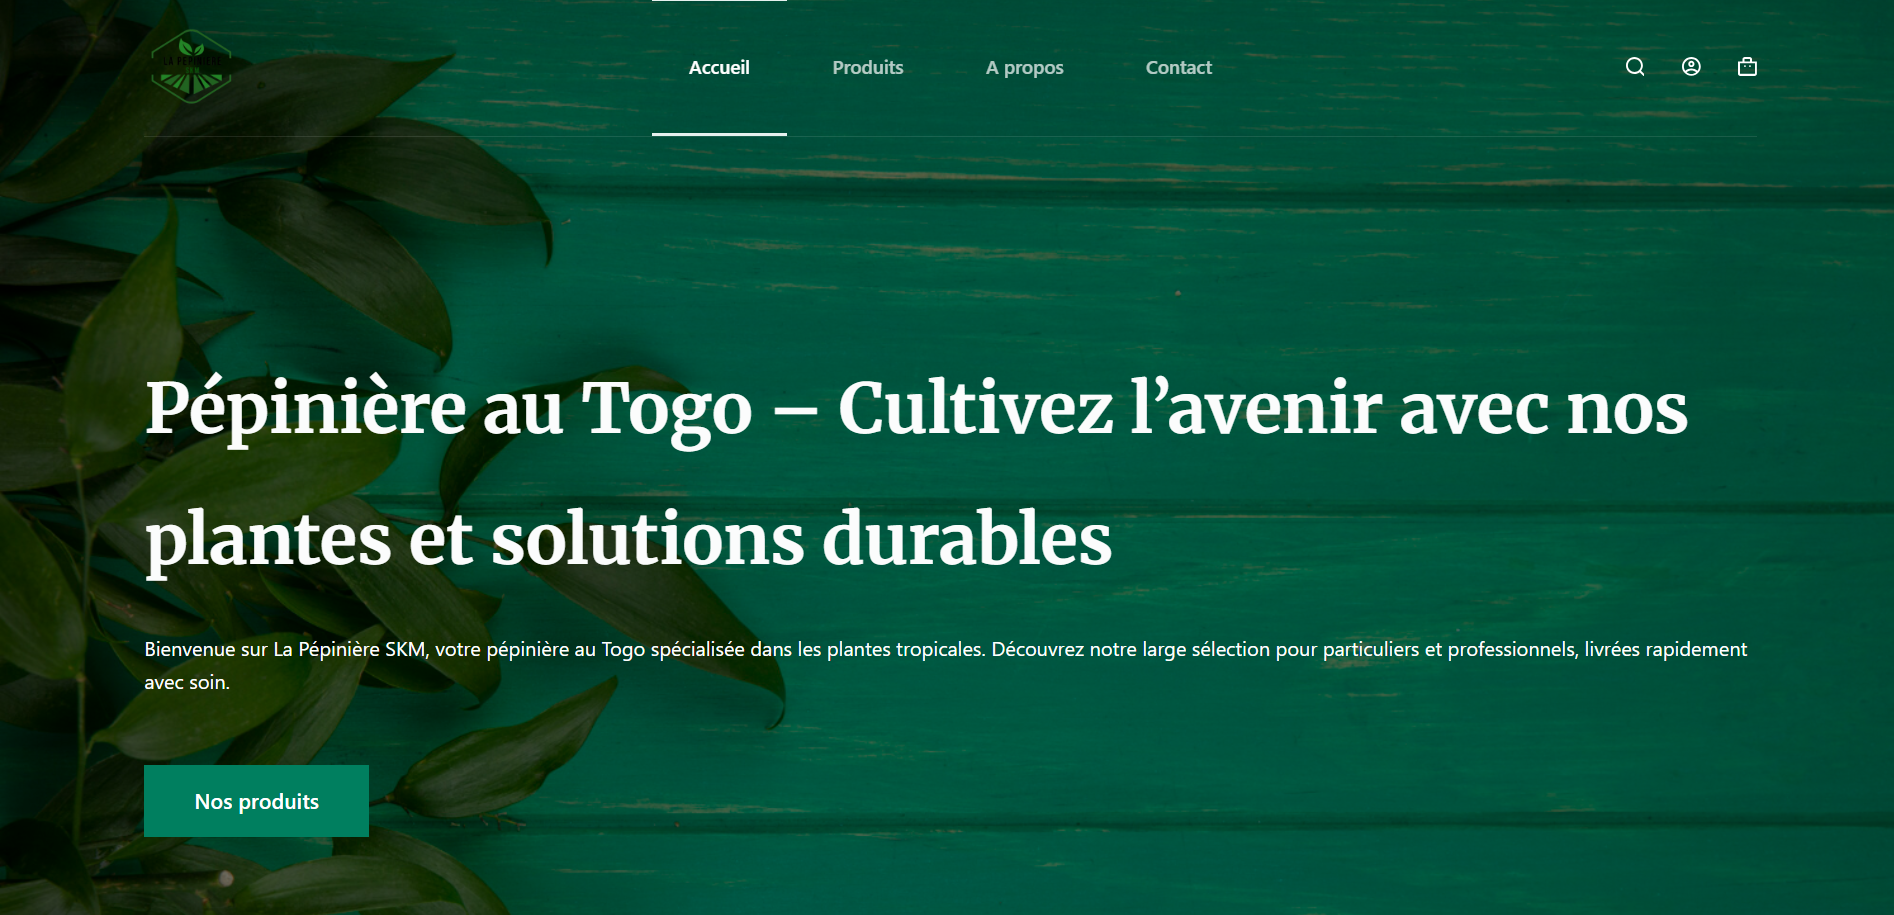 LA PÉPINIÈRE
Accueil
Produits
A propos
Contact
Pépinière au Togo – Cultivez l’avenir avec nos
plantes et solutions durables
Bienvenue sur La Pépinière SKM, votre pépinière au Togo spécialisée dans les plantes tropicales. Découvrez notre large sélection pour particuliers et professionnels, livrées rapidement
avec soin.
Nos produits